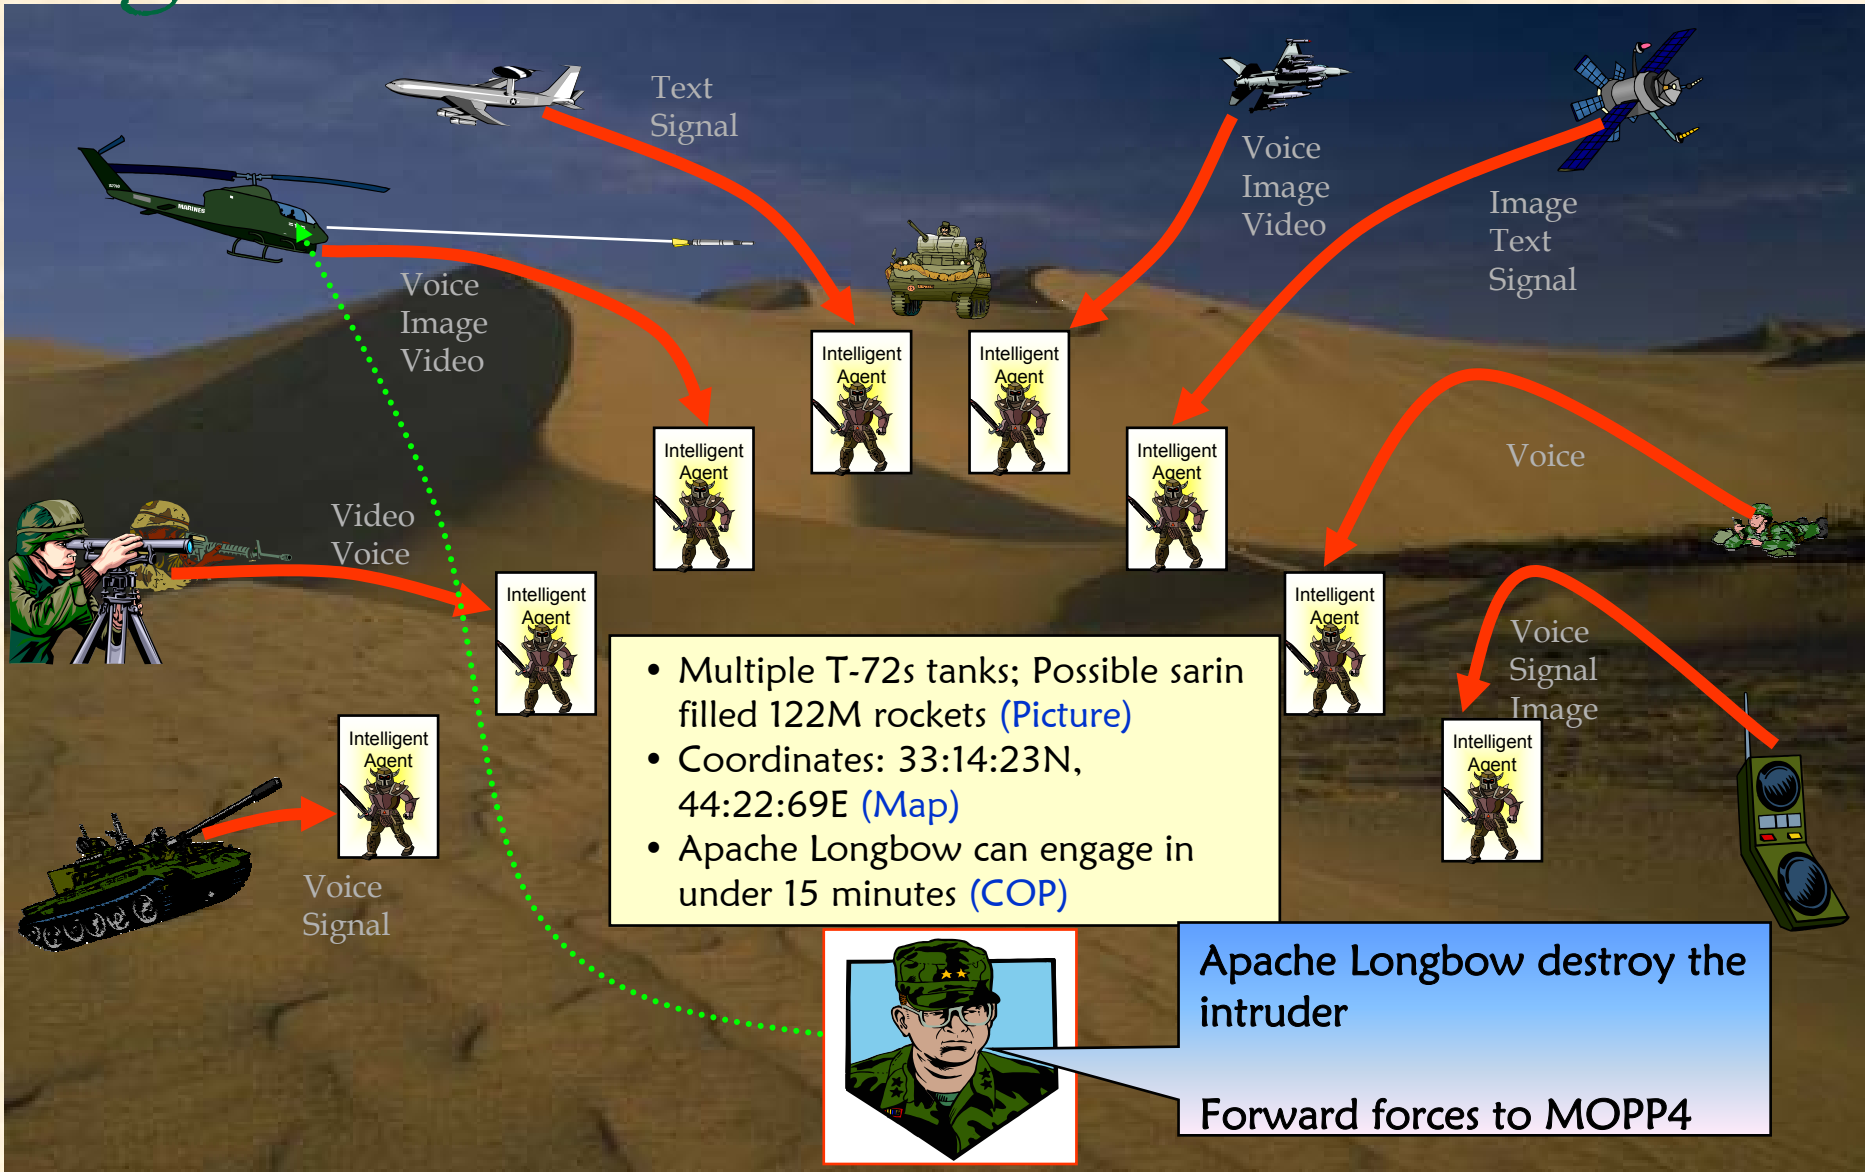 Text
Signal
Voice
Image
Video
Image
Text
Signal
MARINES
Voice
Image
Video
Intelligent
Agent
Intelligent
Agent
Intelligent
Agent
Intelligent
Agent
Voice
Video
Voice
Intelligent
Agent
Intelligent
Agent
Voice
Signal
Image
• Multiple T-72s tanks; Possible sarin
filled 122M rockets (Picture)
• Coordinates: 33:14:23N,
44:22:69E (Map)
• Apache Longbow can engage in
under 15 minutes (COP)
Intelligent
Agent
Intelligent
Agent
Voice
Signal
Apache Longbow destroy the
intruder
Forward forces to MOPP4